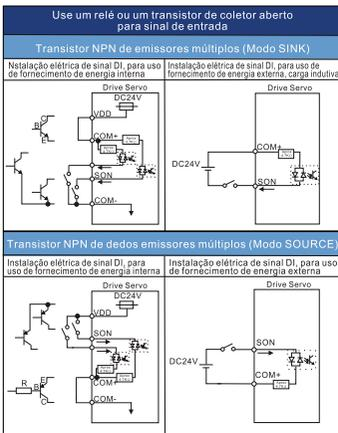 Use um relé ou um transistor de coletor aberto
para sinal de entrada
Transistor NPN de emissores múltiplos (Modo SINK)
Nstalação elétrica de sinal DI, para uso
de fornecimento de energia interna
Instalação elétrica de sinal DI, para uso de
fornecimento de energia externa, carga indutiva
Drive Servo
DC24V
VDD
COM+
SON
COM-
B
C
E
Drive Servo
COM+
DC24V
SON
Transistor NPN de dedos emissores múltiplos (Modo SOURCE)
Instalação elétrica de sinal DI, para
uso de fornecimento de energia interna
Instalação elétrica de sinal DI, para uso
de fornecimento de energia externa
Drive Servo
DC24V
VDD
SON
COM+
COM-
R
B
E
C
Drive Servo
SON
DC24V
COM+